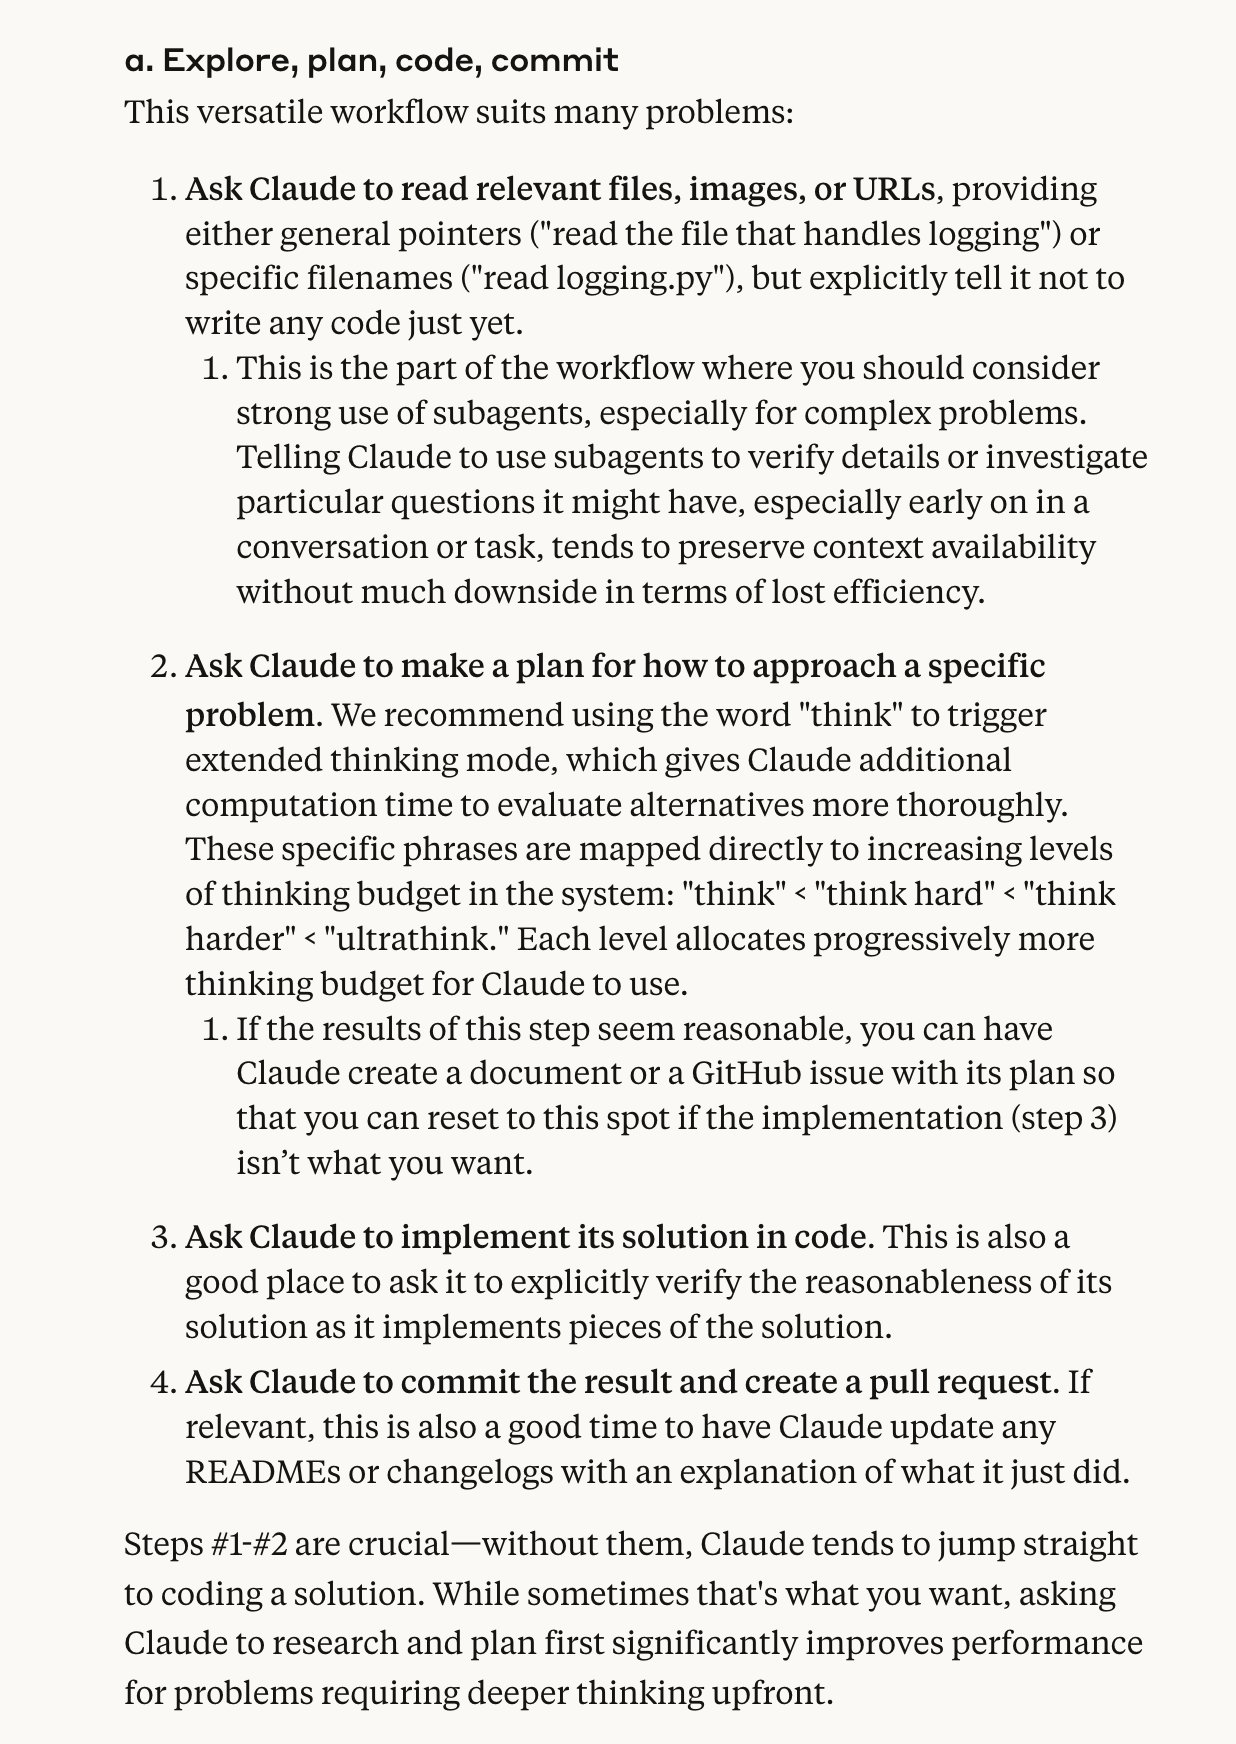 a. Explore, plan, code, commit
This versatile workflow suits many problems:
1. Ask Claude to read relevant files, images, or URLs, providing
either general pointers ("read the file that handles logging") or
specific filenames ("read logging.py"), but explicitly tell it not to
write any code just yet.
1. This is the part of the workflow where you should consider
strong use of subagents, especially for complex problems.
Telling Claude to use subagents to verify details or investigate
particular questions it might have, especially early on in a
conversation or task, tends to preserve context availability
without much downside in terms of lost efficiency.
2. Ask Claude to make a plan for how to approach a specific
problem. We recommend using the word "think" to trigger
extended thinking mode, which gives Claude additional
computation time to evaluate alternatives more thoroughly.
These specific phrases are mapped directly to increasing levels
of thinking budget in the system: "think" < "think hard" < "think
harder" < "ultrathink." Each level allocates progressively more
thinking budget for Claude to use.
1. If the results of this step seem reasonable, you can have
Claude create a document or a GitHub issue with its plan so
that you can reset to this spot if the implementation (step 3)
isn’t what you want.
3. Ask Claude to implement its solution in code. This is also a
good place to ask it to explicitly verify the reasonableness of its
solution as it implements pieces of the solution.
4. Ask Claude to commit the result and create a pull request. If
relevant, this is also a good time to have Claude update any
READMEs or changelogs with an explanation of what it just did.
Steps #1-#2 are crucial—without them, Claude tends to jump straight
to coding a solution. While sometimes that's what you want, asking
Claude to research and plan first significantly improves performance
for problems requiring deeper thinking upfront.